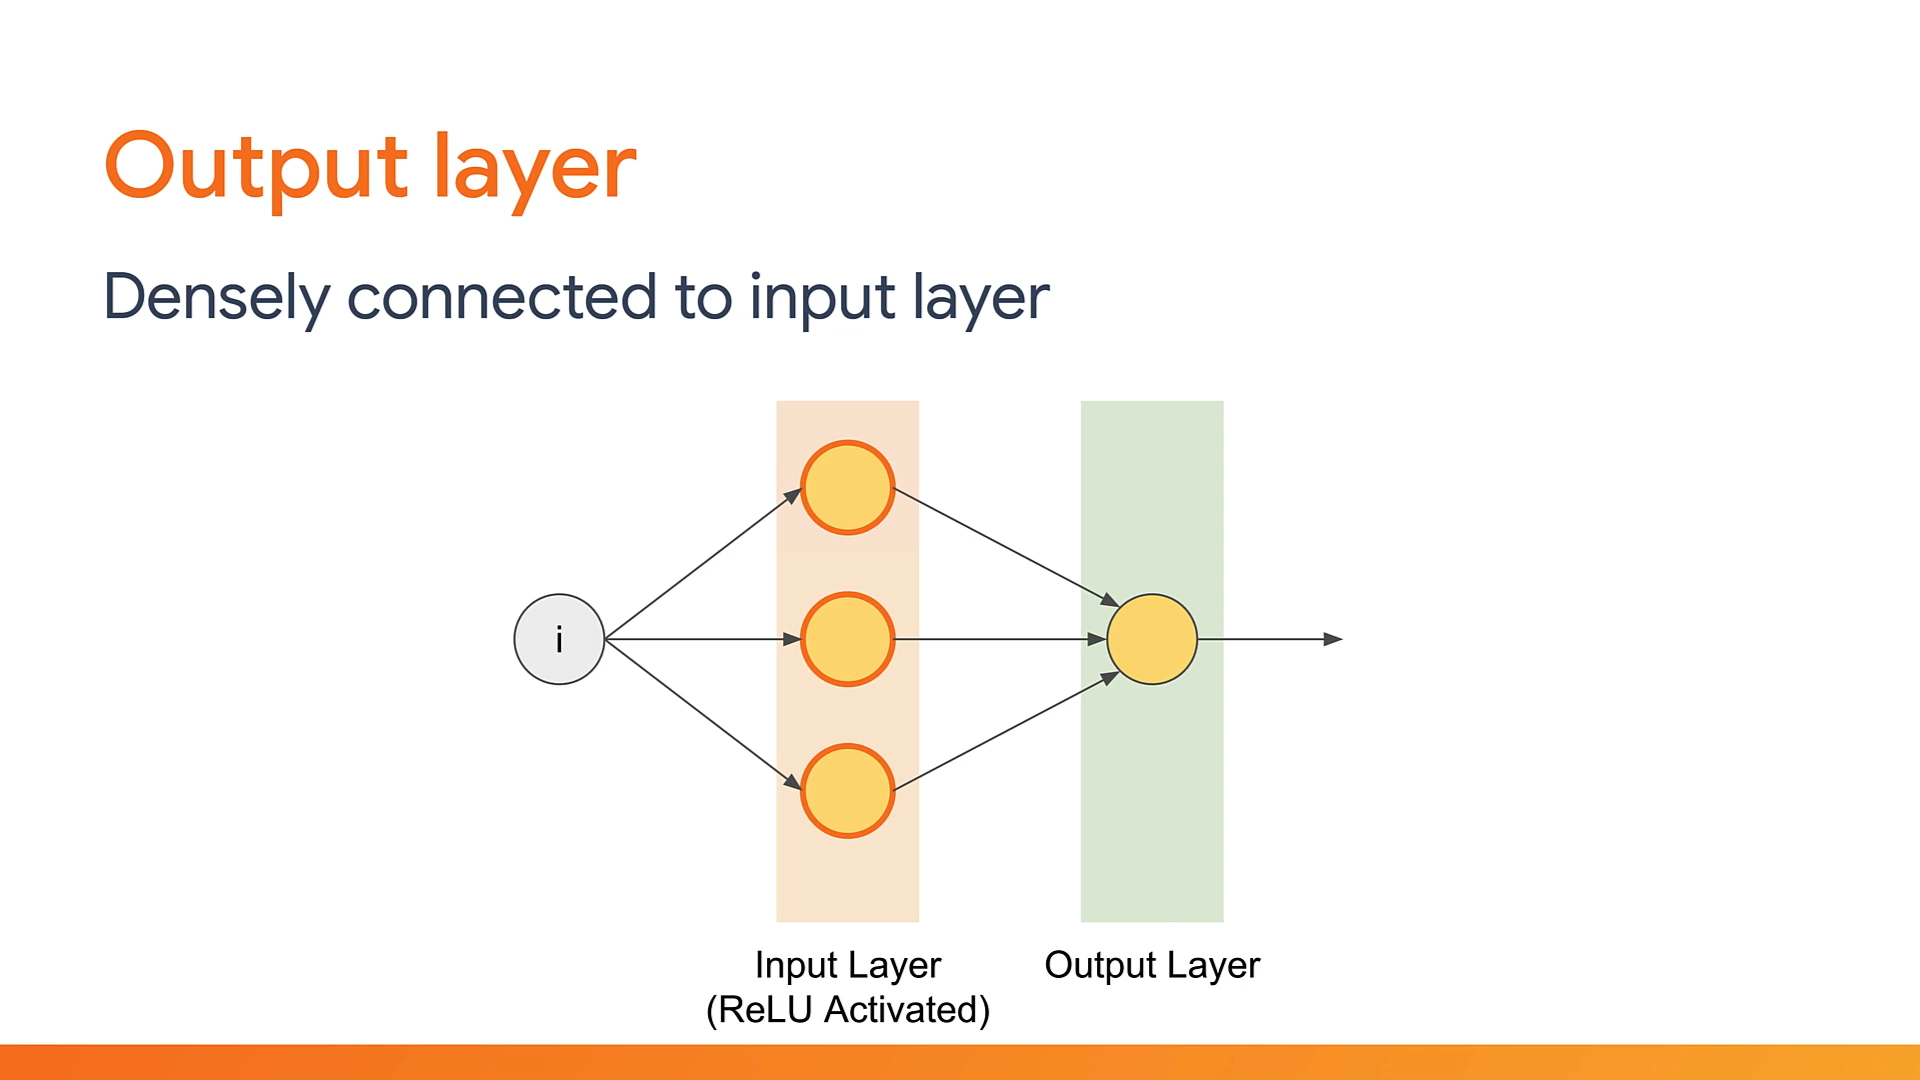 Output layer
Densely connected to input layer
i
Input Layer
(ReLU Activated)
Output Layer